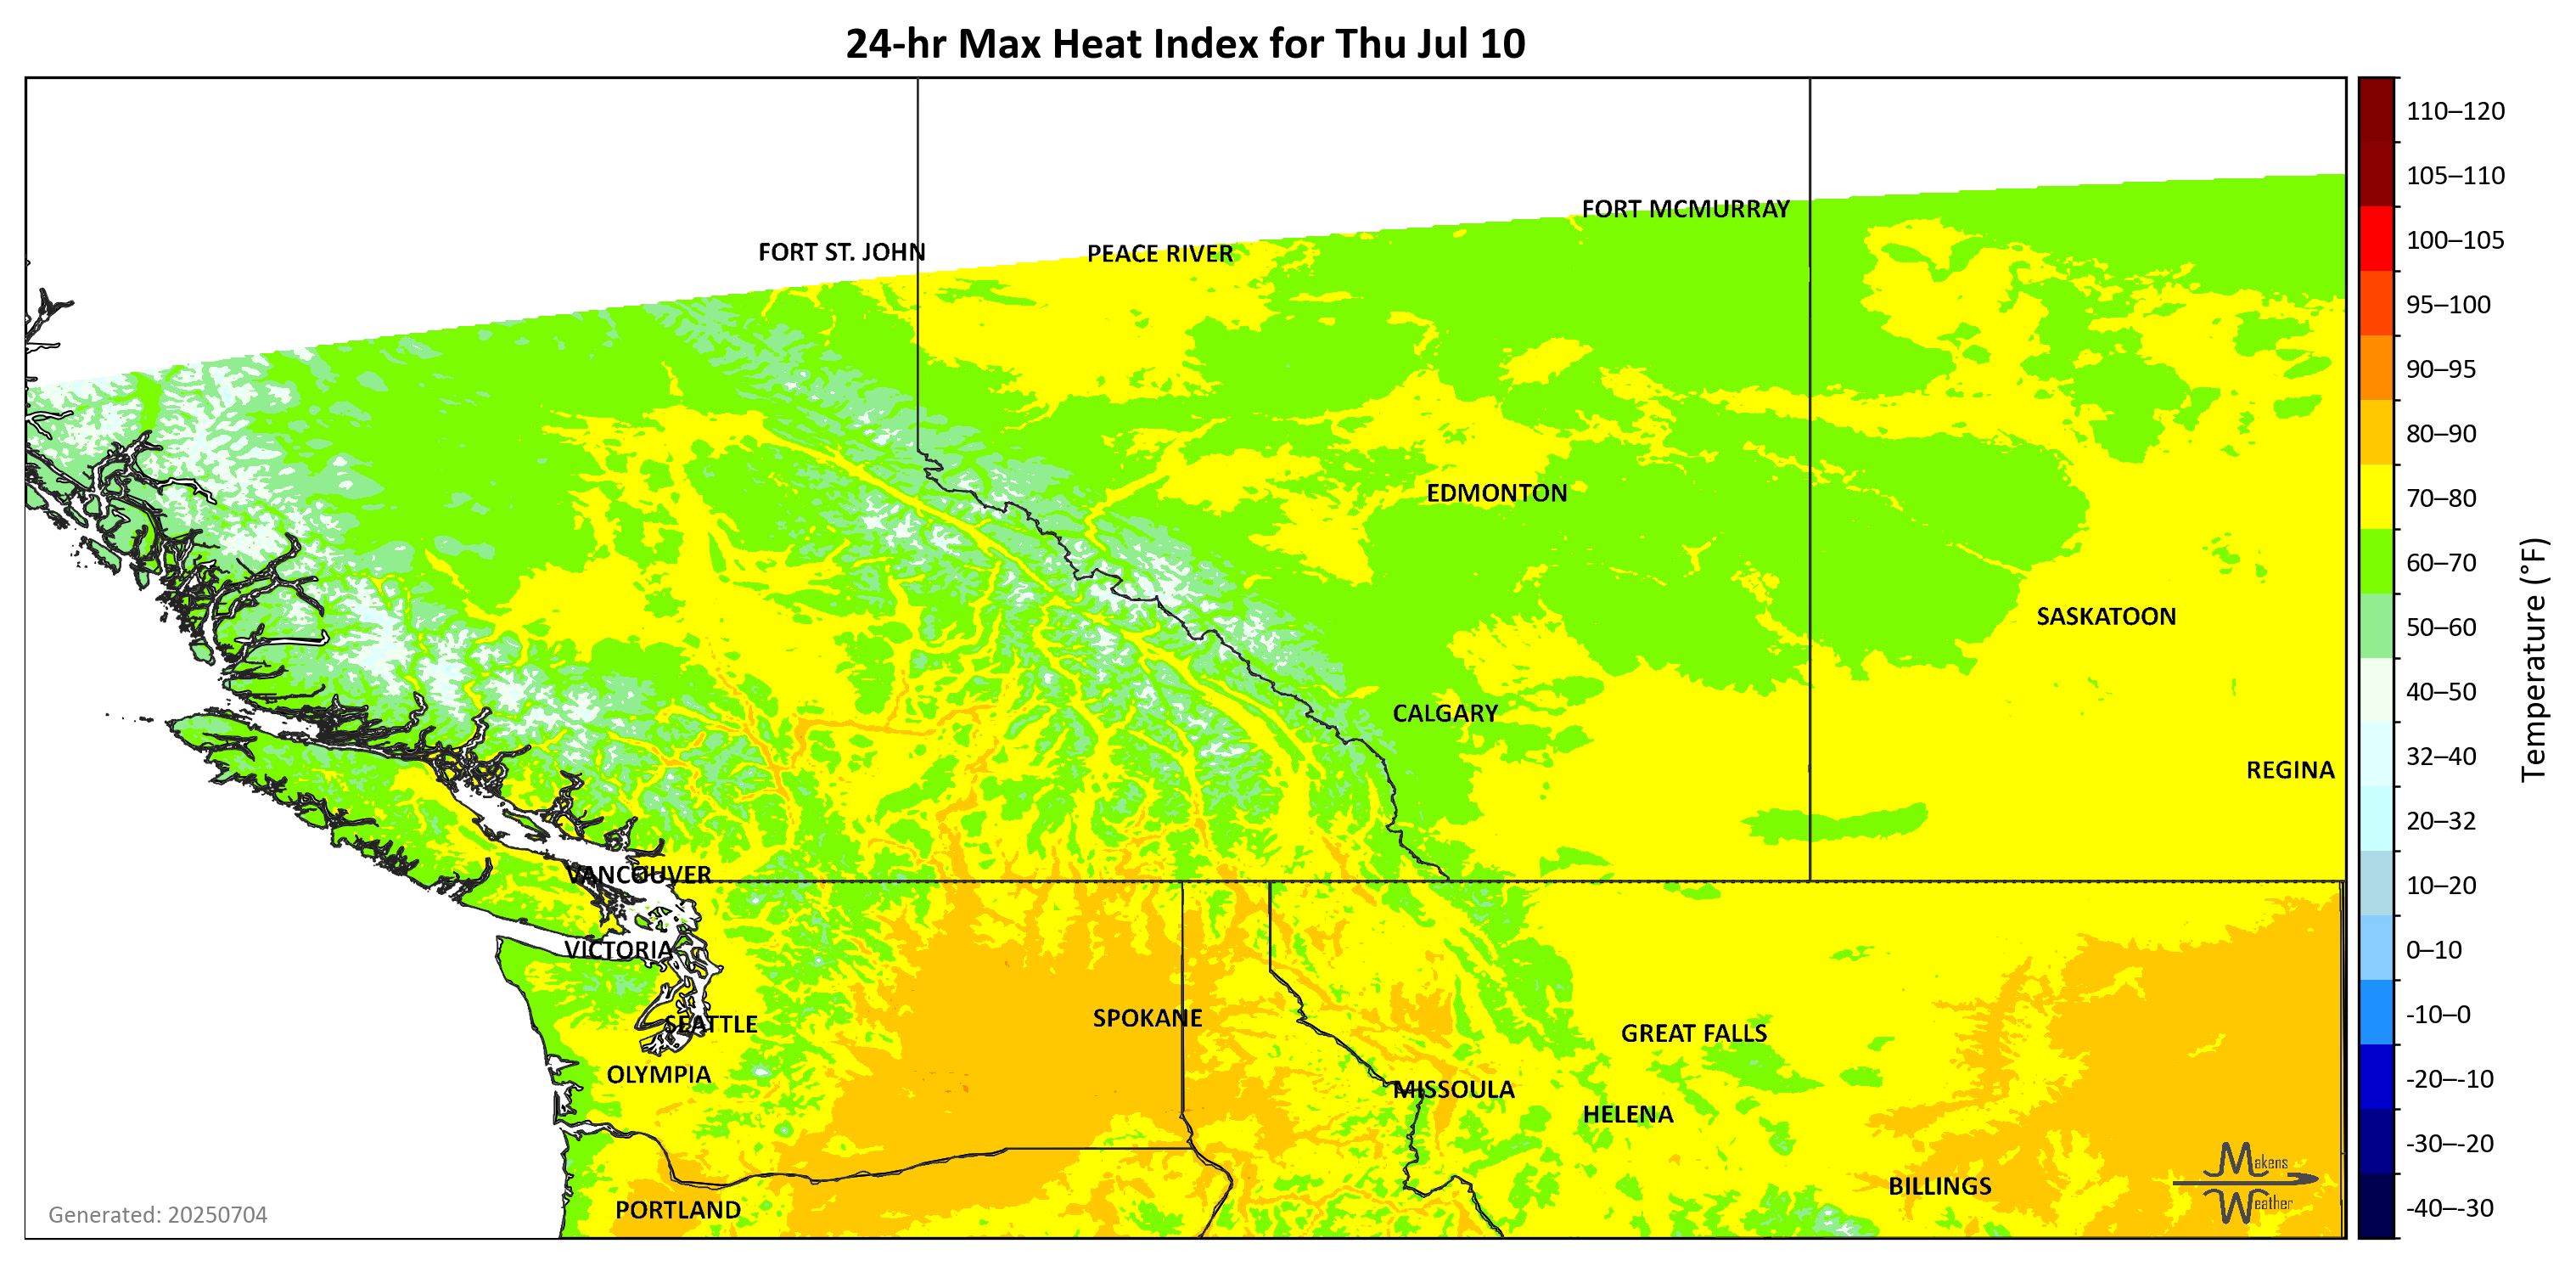 24-hr Max Heat Index for Thu Jul 10
FORT MCMURRAY
FORT ST. JOHN
PEACE RIVER
EDMONTON
SASKATOON
CALGARY
REGINA
VANCOUVER
VICTORIA
SEATTLE
SPOKANE
GREAT FALLS
OLYMPIA
MISSOULA
HELENA
BILLINGS
PORTLAND
Makens
Weather
Generated: 20250704
110–120
105–110
100–105
95–100
90–95
80–90
70–80
60–70
50–60
40–50
32–40
20–32
10–20
0–10
-10–0
-20–-10
-30–-20
-40–-30
Temperature (°F)